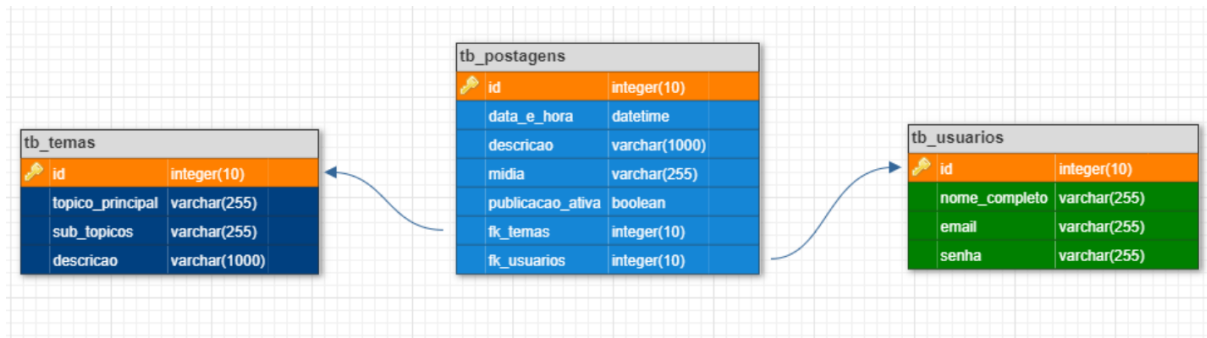 tb_temas
id integer(10)
topico_principal varchar(255)
sub_topicos varchar(255)
descricao varchar(1000)
tb_postagens
id integer(10)
data_e_hora datetime
descricao varchar(1000)
midia varchar(255)
publicacao_ativa boolean
fk_temas integer(10)
fk_usuarios integer(10)
tb_usuarios
id integer(10)
nome_completo varchar(255)
email varchar(255)
senha varchar(255)